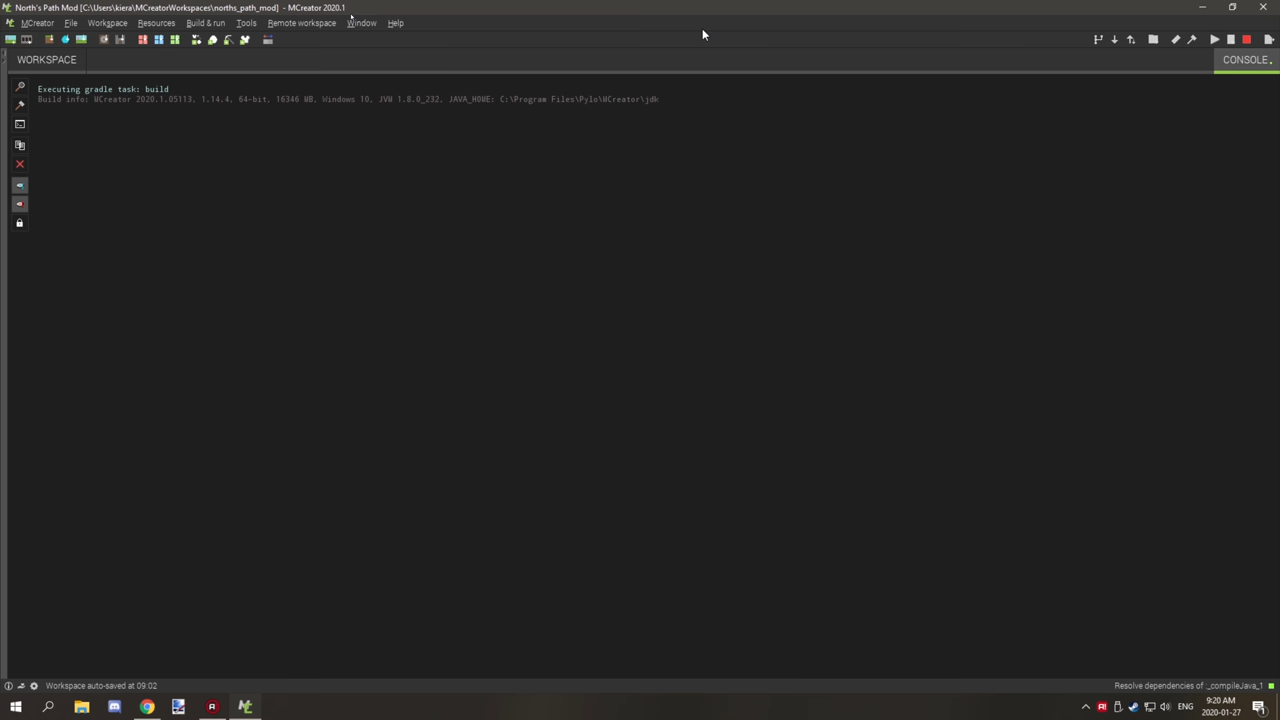 North's Path Mod [C:\Users\kiera\MCreatorWorkspaces\norths_path_mod] - MCreator 2020.1
MCreator File Workspace Resources Build & run Tools Remote workspace Window Help
WORKSPACE
CONSOLE
Executing gradle task: build
Build info: MCreator 2020.1.05113, 1.14.4, 64-bit, 16346 MB, Windows 10, JVM 1.8.0_232, JAVA_HOME: C:\Program Files\Pylo\MCreator\jdk
Workspace auto-saved at 09:02
Resolve dependencies of :_compileJava_1
ENG
9:20 AM
2020-01-27